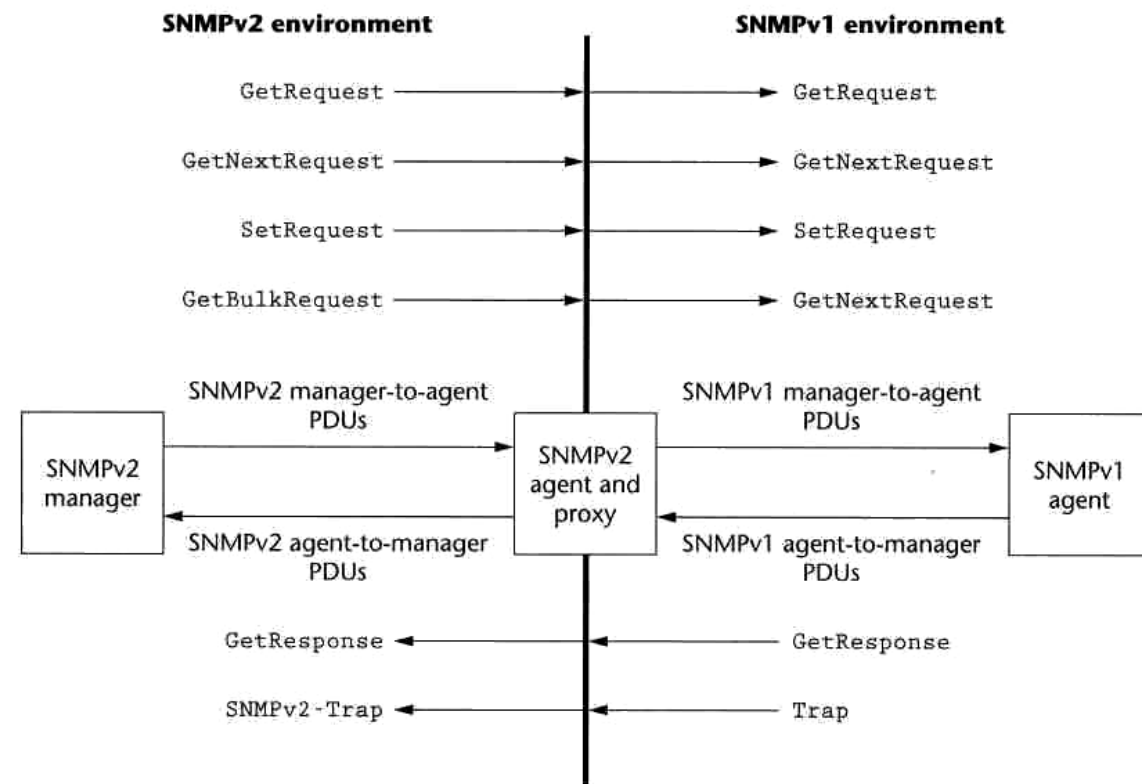 SNMPv2 environment
SNMPv1 environment
GetRequest
GetRequest
GetNextRequest
GetNextRequest
SetRequest
SetRequest
GetBulkRequest
GetNextRequest
SNMPv2 manager-to-agent
PDUs
SNMPv1 manager-to-agent
PDUs
SNMPv2
manager
SNMPv2
agent and
proxy
SNMPv1
agent
SNMPv2 agent-to-manager
PDUs
SNMPv1 agent-to-manager
PDUs
GetResponse
GetResponse
SNMPv2-Trap
Trap